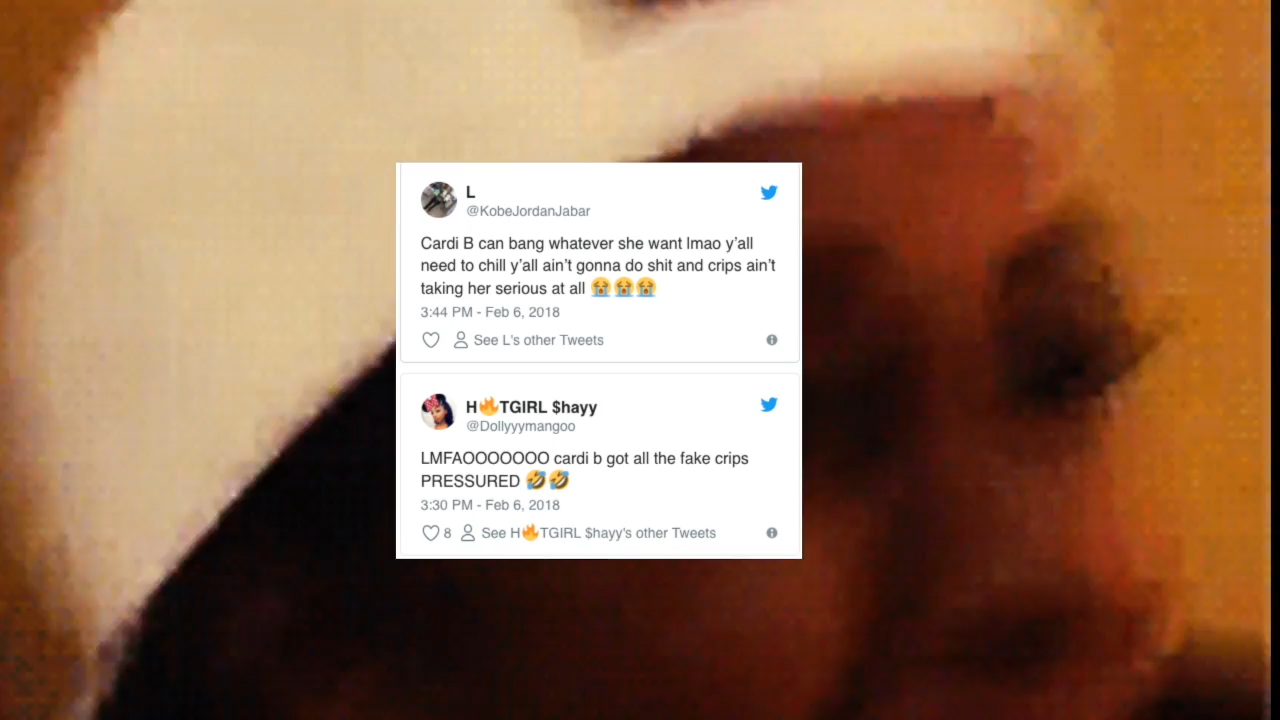 L
@KobeJordanJabar
Cardi B can bang whatever she want lmao y’all
need to chill y’all ain’t gonna do shit and crips ain’t
taking her serious at all 😭😭😭
3:44 PM - Feb 6, 2018
See L's other Tweets
H🔥TGIRL $hayy
@Dollyyymangoo
LMFAOOOOOOO cardi b got all the fake crips
PRESSURED 🤣🤣
3:30 PM - Feb 6, 2018
8 See H🔥TGIRL $hayy's other Tweets